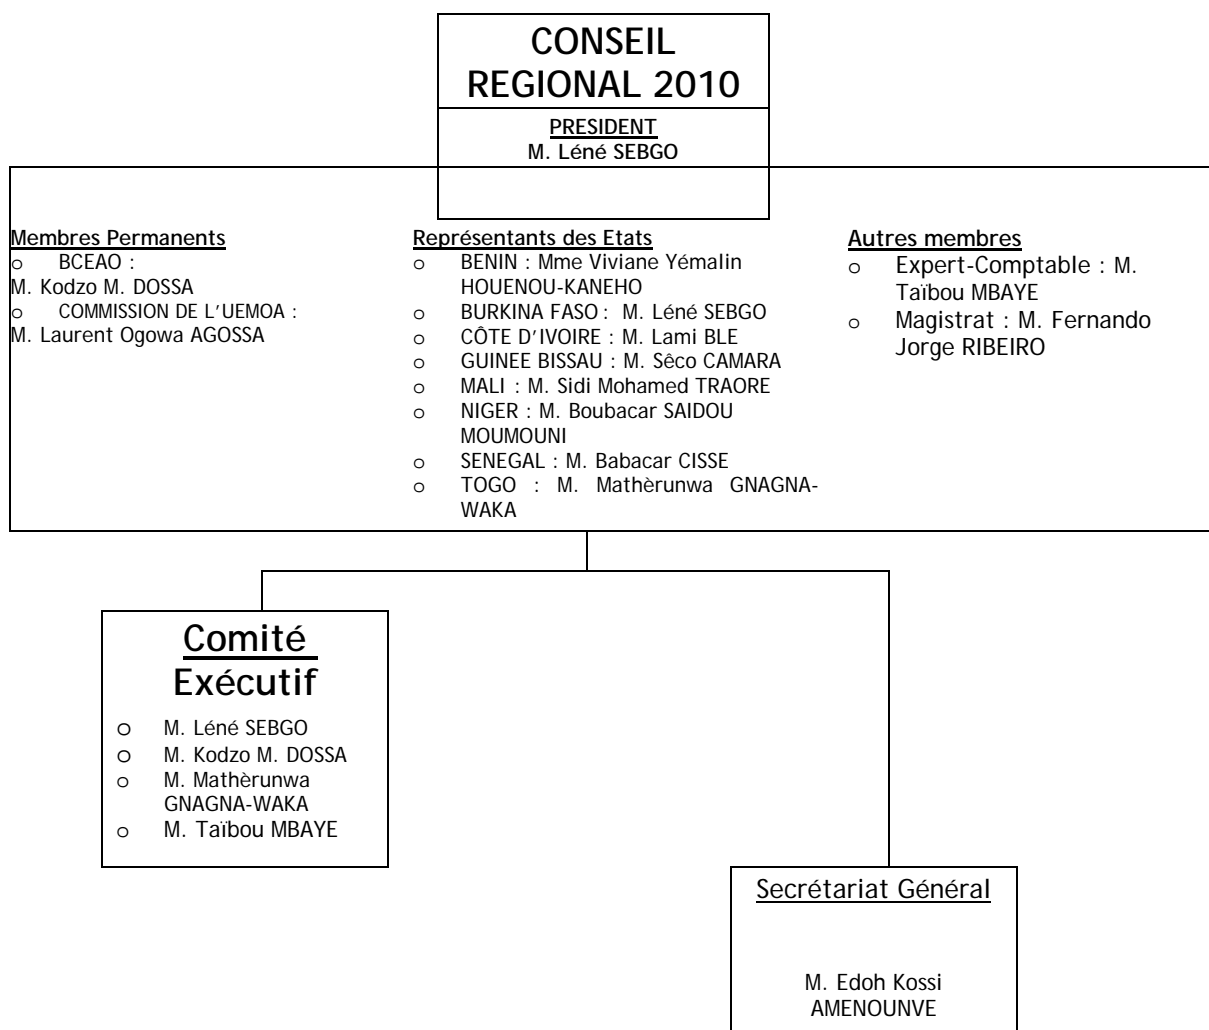 CONSEIL
REGIONAL 2010
PRESIDENT
M. Léné SEBGO
Membres Permanents
o BCEAO :
M. Kodzo M. DOSSA
o COMMISSION DE L'UEMOA :
M. Laurent Ogowa AGOSSA
Représentants des Etats
o BENIN : Mme Viviane Yémalin
HOUENOU-KANEHO
o BURKINA FASO : M. Léné SEBGO
o CÔTE D'IVOIRE : M. Lami BLE
o GUINEE BISSAU : M. Sêco CAMARA
o MALI : M. Sidi Mohamed TRAORE
o NIGER : M. Boubacar SAIDOU
MOUMOUNI
o SENEGAL : M. Babacar CISSE
o TOGO : M. Mathèrunwa GNAGNA-
WAKA
Autres membres
o Expert-Comptable : M.
Taïbou MBAYE
o Magistrat : M. Fernando
Jorge RIBEIRO
Comité
Exécutif
o M. Léné SEBGO
o M. Kodzo M. DOSSA
o M. Mathèrunwa
GNAGNA-WAKA
o M. Taïbou MBAYE
Secrétariat Général
M. Edoh Kossi
AMENOUNVE